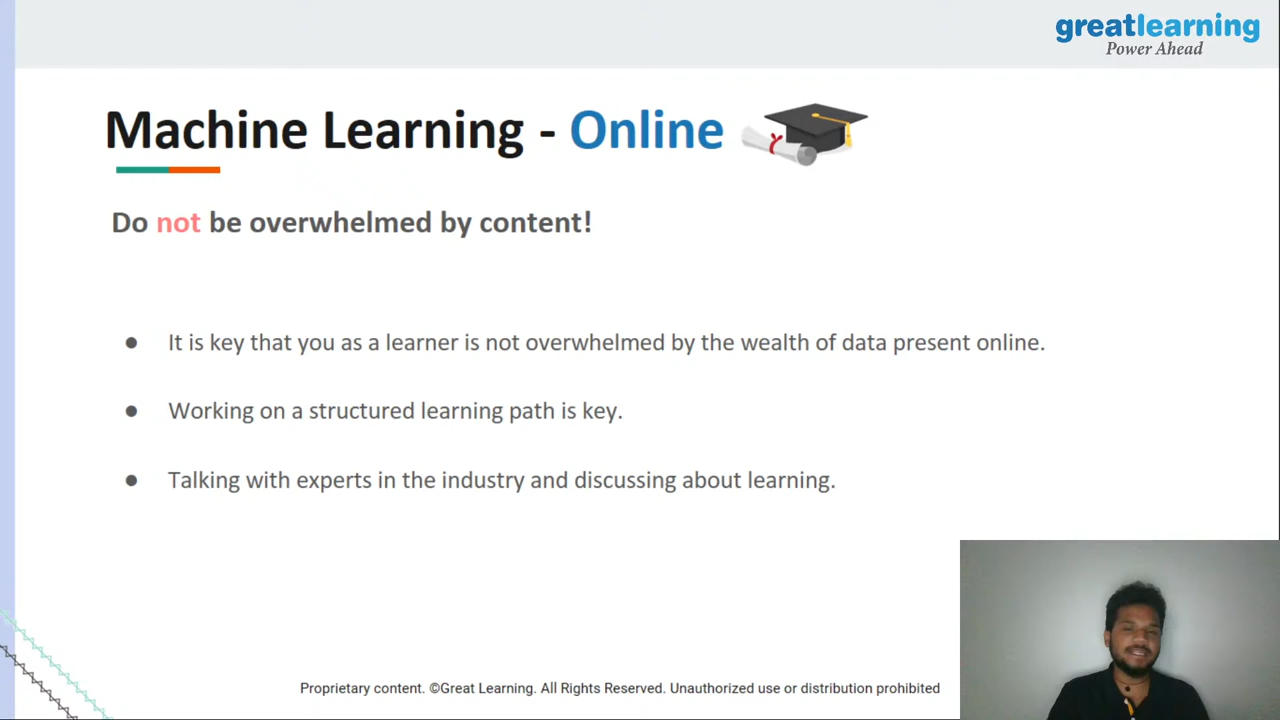 greatlearning
Power Ahead
Machine Learning - Online
Do not be overwhelmed by content!
● It is key that you as a learner is not overwhelmed by the wealth of data present online.
● Working on a structured learning path is key.
● Talking with experts in the industry and discussing about learning.
Proprietary content. ©Great Learning. All Rights Reserved. Unauthorized use or distribution prohibited